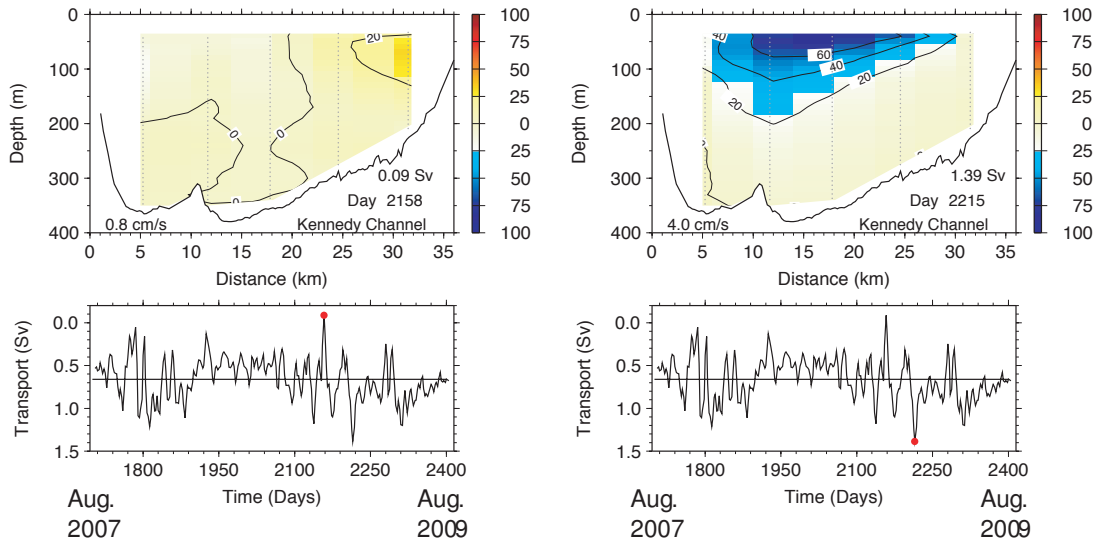 0
100
200
300
400
Depth (m)
20
0
0
0
0.09 Sv
Day 2158
0.8 cm/s
Kennedy Channel
0 5 10 15 20 25 30 35
Distance (km)
100
75
50
25
0
25
50
75
100
0
100
200
300
400
Depth (m)
40
60
40
20
20
1.39 Sv
Day 2215
4.0 cm/s
Kennedy Channel
0 5 10 15 20 25 30 35
Distance (km)
100
75
50
25
0
25
50
75
100
0.0
0.5
1.0
1.5
Transport (Sv)
1800 1950 2100 2250 2400
Time (Days)
Aug.
2007
Aug.
2009
0.0
0.5
1.0
1.5
Transport (Sv)
1800 1950 2100 2250 2400
Time (Days)
Aug.
2007
Aug.
2009